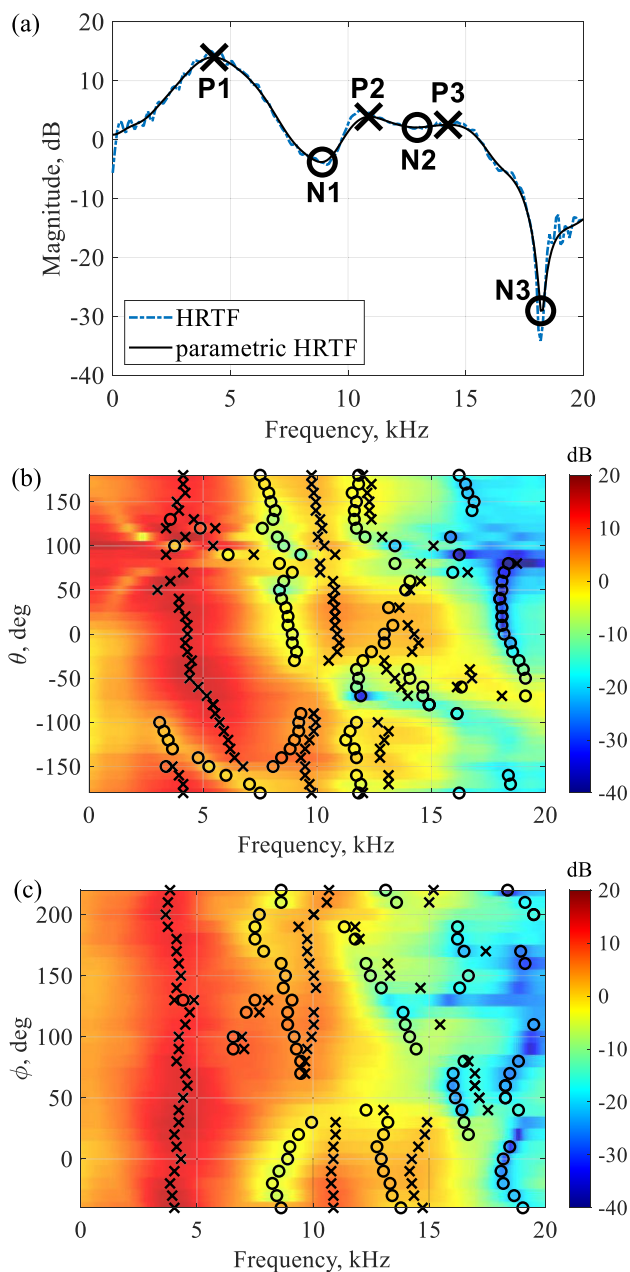 (a)
20
10
0
-10
-20
-30
-40
Magnitude, dB
P1
P2
P3
N1
N2
N3
HRTF
parametric HRTF
0 5 10 15 20
Frequency, kHz
(b)
dB
150
100
50
0
-50
-100
-150
θ, deg
0 5 10 15 20
Frequency, kHz
20
10
0
-10
-20
-30
-40
(c)
dB
200
150
100
50
0
ϕ, deg
0 5 10 15 20
Frequency, kHz
20
10
0
-10
-20
-30
-40